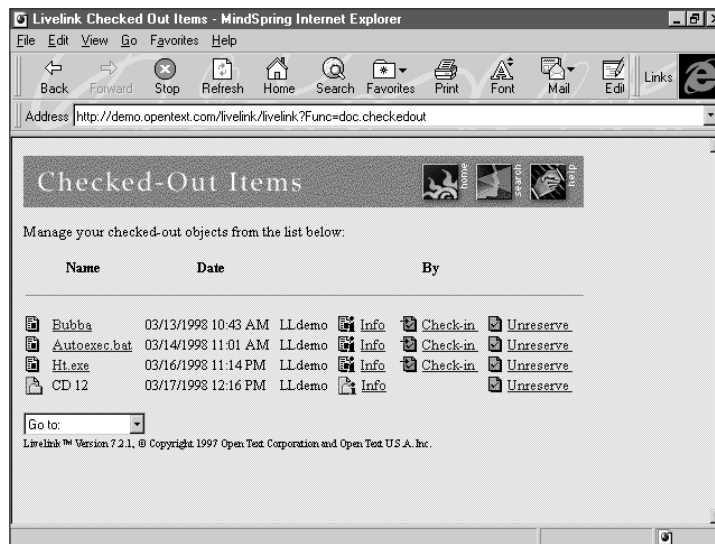 Livelink Checked Out Items - MindSpring Internet Explorer
File Edit View Go Favorites Help
Back Forward Stop Refresh Home Search Favorites Print Font Mail Edit Links
Address http://demo.opentext.com/livelink/livelink?Func=doc.checkedout
Checked-Out Items home search help
Manage your checked-out objects from the list below:
Name Date By
Bubba 03/13/1998 10:43 AM LLdemo Info Check-in Unreserve
Autoexec.bat 03/14/1998 11:01 AM LLdemo Info Check-in Unreserve
Ht.exe 03/16/1998 11:14 PM LLdemo Info Check-in Unreserve
CD 12 03/17/1998 12:16 PM LLdemo Info Unreserve
Go to:
Livelink ™ Version 7.2.1, © Copyright 1997 Open Text Corporation and Open Text U.S.A. Inc.